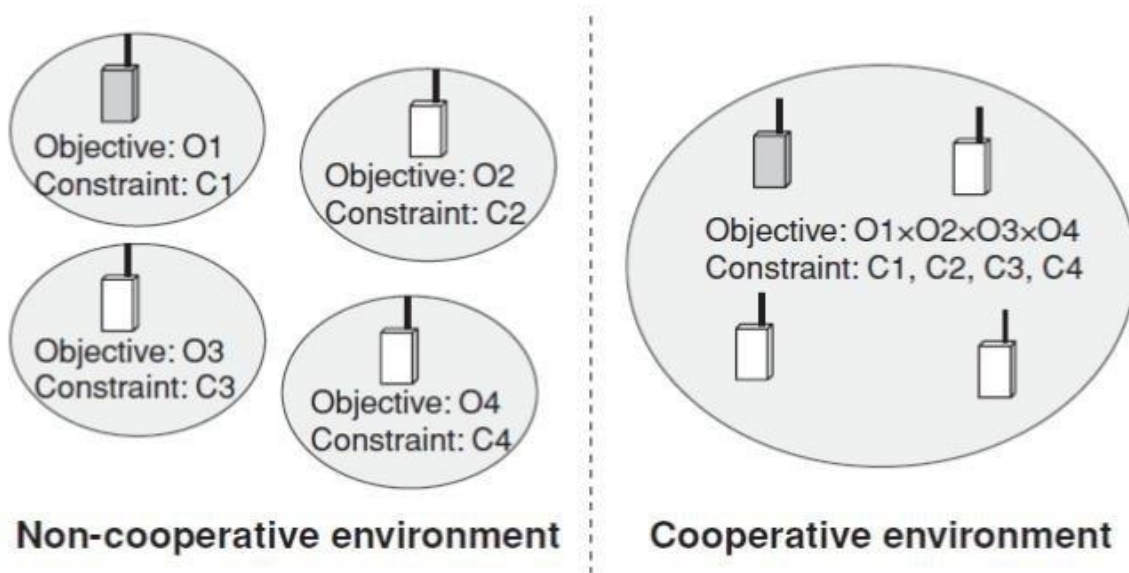 Objective: O1
Constraint: C1
Objective: O2
Constraint: C2
Objective: O3
Constraint: C3
Objective: O4
Constraint: C4
Non-cooperative environment
Objective: O1×O2×O3×O4
Constraint: C1, C2, C3, C4
Cooperative environment